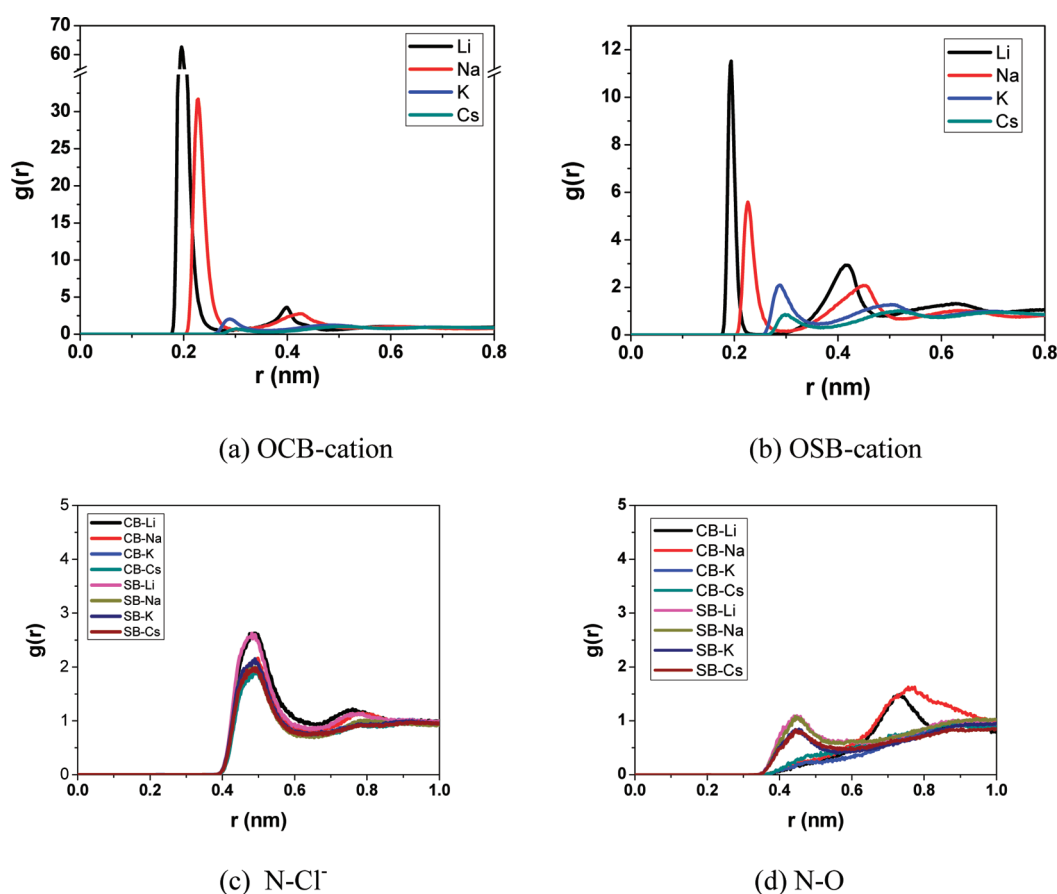 70
60
30
25
20
15
10
5
0
g(r)
Li
Na
K
Cs
0.0 0.2 0.4 0.6 0.8
r (nm)
(a) OCB-cation
12
10
8
6
4
2
0
g(r)
Li
Na
K
Cs
0.0 0.2 0.4 0.6 0.8
r (nm)
(b) OSB-cation
5
4
3
2
1
0
g(r)
CB-Li
CB-Na
CB-K
CB-Cs
SB-Li
SB-Na
SB-K
SB-Cs
0.0 0.2 0.4 0.6 0.8 1.0
r (nm)
(c) N-Cl⁻
5
4
3
2
1
0
g(r)
CB-Li
CB-Na
CB-K
CB-Cs
SB-Li
SB-Na
SB-K
SB-Cs
0.0 0.2 0.4 0.6 0.8 1.0
r (nm)
(d) N-O